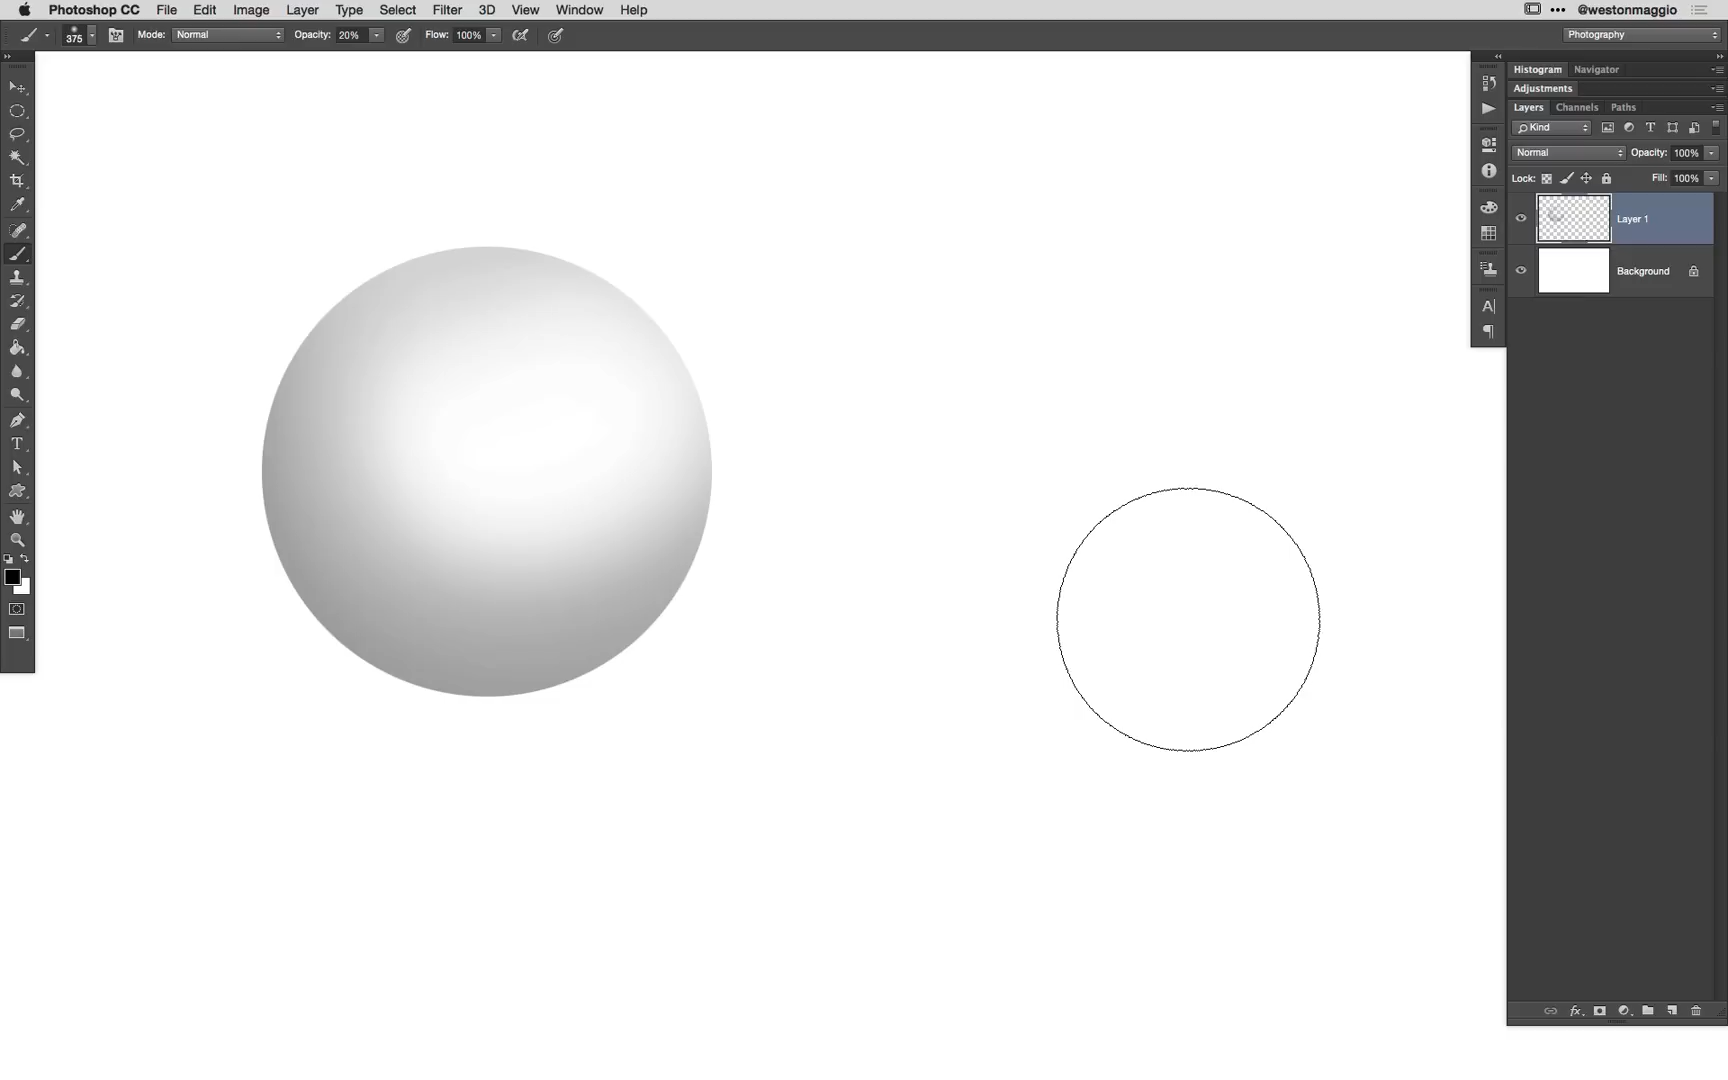 Photoshop CC File Edit Image Layer Type Select Filter 3D View Window Help @westonmaggio
375 Mode: Normal Opacity: 20% Flow: 100% Photography
Histogram Navigator
Adjustments
Layers Channels Paths
Kind
Normal Opacity: 100%
Lock: Fill: 100%
Layer 1
Background